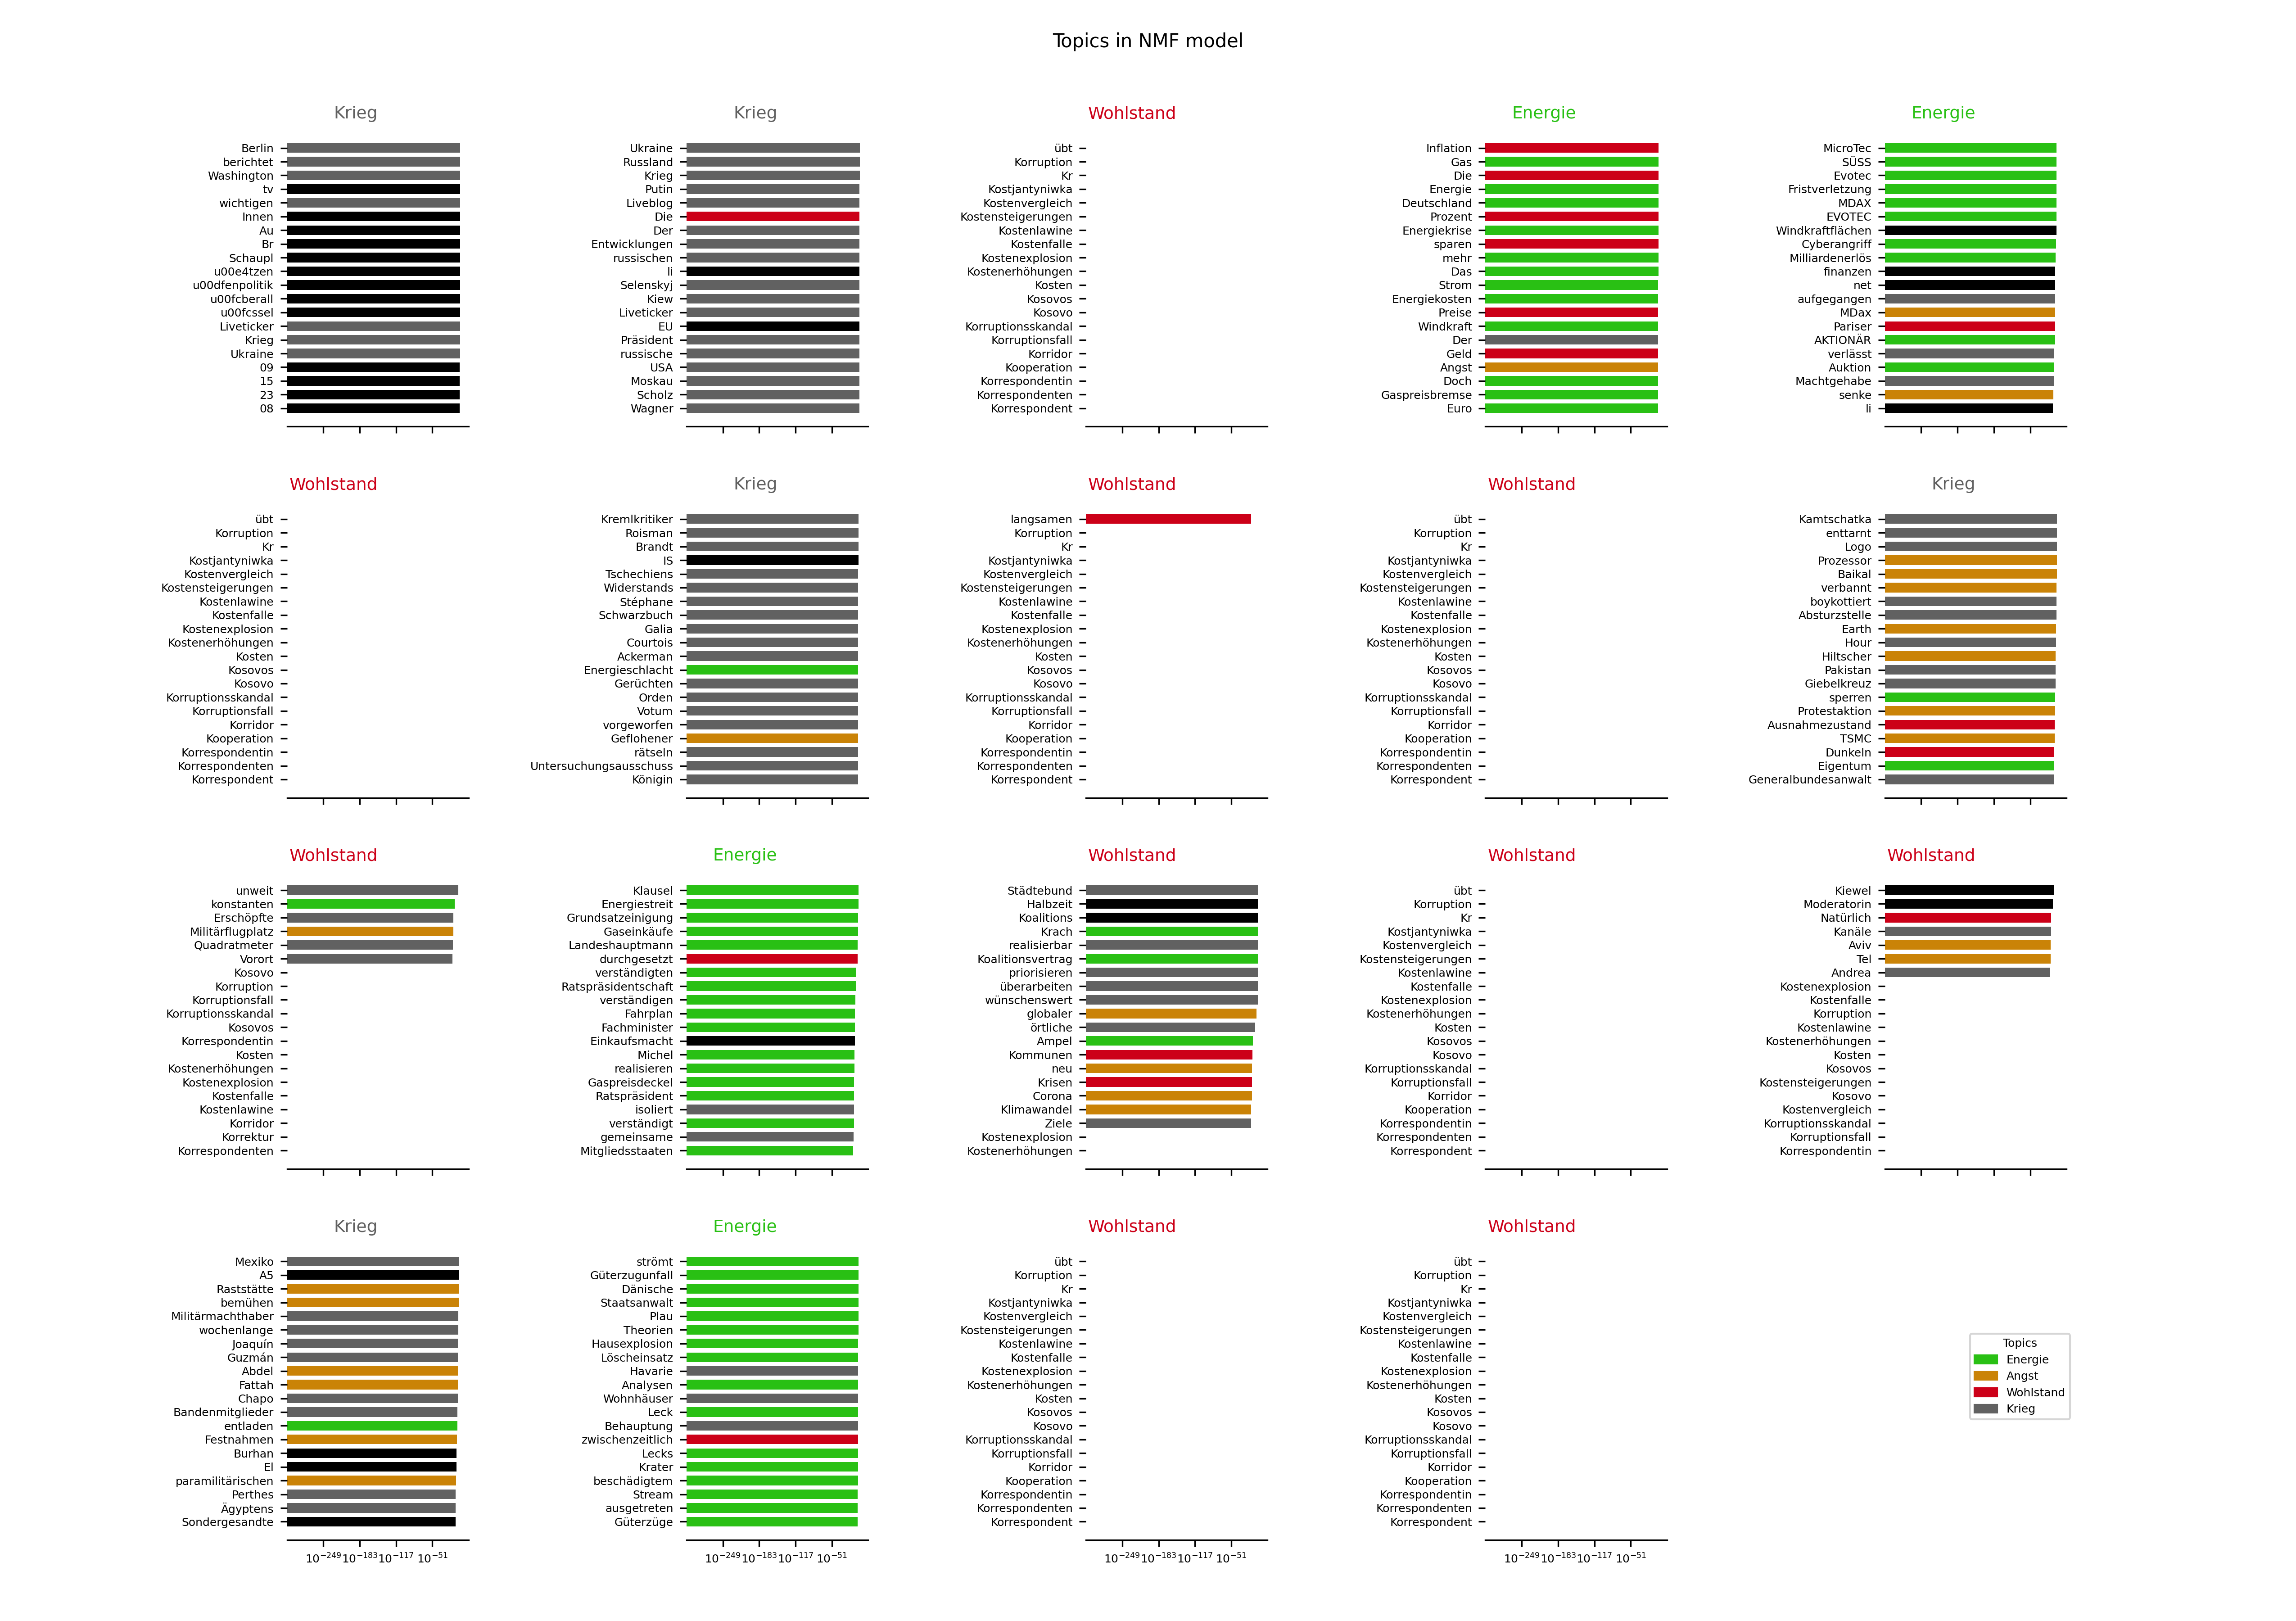 Topics in NMF model
Krieg
Berlin
berichtet
Washington
tv
wichtigen
Innen
Au
Br
Schaupl
u00e4tzen
u00dfenpolitik
u00fcberall
u00fcssel
Liveticker
Krieg
Ukraine
09
15
23
08
Krieg
Ukraine
Russland
Krieg
Putin
Liveblog
Die
Der
Entwicklungen
russischen
li
Selenskyj
Kiew
Liveticker
EU
Präsident
russische
USA
Moskau
Scholz
Wagner
Wohlstand
übt
Korruption
Kr
Kostjantyniwka
Kostenvergleich
Kostensteigerungen
Kostenlawine
Kostenfalle
Kostenexplosion
Kostenerhöhungen
Kosten
Kosovos
Kosovo
Korruptionsskandal
Korruptionsfall
Korridor
Kooperation
Korrespondentin
Korrespondenten
Korrespondent
Energie
Inflation
Gas
Die
Energie
Deutschland
Prozent
Energiekrise
sparen
mehr
Das
Strom
Energiekosten
Preise
Windkraft
Der
Geld
Angst
Doch
Gaspreisbremse
Euro
Energie
MicroTec
SÜSS
Evotec
Fristverletzung
MDAX
EVOTEC
Windkraftflächen
Cyberangriff
Milliardenerlös
finanzen
net
aufgegangen
MDax
Pariser
AKTIONÄR
verlässt
Auktion
Machtgehabe
senke
li
Wohlstand
übt
Korruption
Kr
Kostjantyniwka
Kostenvergleich
Kostensteigerungen
Kostenlawine
Kostenfalle
Kostenexplosion
Kostenerhöhungen
Kosten
Kosovos
Kosovo
Korruptionsskandal
Korruptionsfall
Korridor
Kooperation
Korrespondentin
Korrespondenten
Korrespondent
Krieg
Kremlkritiker
Roisman
Brandt
IS
Tschechiens
Widerstands
Stéphane
Schwarzbuch
Galia
Courtois
Ackerman
Energieschlacht
Gerüchten
Orden
Votum
vorgeworfen
Geflohener
rätseln
Untersuchungsausschuss
Königin
Wohlstand
langsamen
Korruption
Kr
Kostjantyniwka
Kostenvergleich
Kostensteigerungen
Kostenlawine
Kostenfalle
Kostenexplosion
Kostenerhöhungen
Kosten
Kosovos
Kosovo
Korruptionsskandal
Korruptionsfall
Korridor
Kooperation
Korrespondentin
Korrespondenten
Korrespondent
Wohlstand
übt
Korruption
Kr
Kostjantyniwka
Kostenvergleich
Kostensteigerungen
Kostenlawine
Kostenfalle
Kostenexplosion
Kostenerhöhungen
Kosten
Kosovos
Kosovo
Korruptionsskandal
Korruptionsfall
Korridor
Kooperation
Korrespondentin
Korrespondenten
Korrespondent
Krieg
Kamtschatka
enttarnt
Logo
Prozessor
Baikal
verbannt
boykottiert
Absturzstelle
Earth
Hour
Hiltscher
Pakistan
Giebelkreuz
sperren
Protestaktion
Ausnahmezustand
TSMC
Dunkeln
Eigentum
Generalbundesanwalt
Wohlstand
unweit
konstanten
Erschöpfte
Militärflugplatz
Quadratmeter
Vorort
Kosovo
Korruption
Korruptionsfall
Korruptionsskandal
Kosovos
Korrespondentin
Kosten
Kostenerhöhungen
Kostenexplosion
Kostenfalle
Kostenlawine
Korridor
Korrektur
Korrespondenten
Energie
Klausel
Energiestreit
Grundsatzeinigung
Gaseinkäufe
Landeshauptmann
durchgesetzt
verständigten
Ratspräsidentschaft
verständigen
Fahrplan
Fachminister
Einkaufsmacht
Michel
realisieren
Gaspreisdeckel
Ratspräsident
isoliert
verständigt
gemeinsame
Mitgliedsstaaten
Wohlstand
Städtebund
Halbzeit
Koalitions
Krach
realisierbar
Koalitionsvertrag
priorisieren
überarbeiten
wünschenswert
globaler
örtliche
Ampel
Kommunen
neu
Krisen
Corona
Klimawandel
Ziele
Kostenexplosion
Kostenerhöhungen
Wohlstand
übt
Korruption
Kr
Kostjantyniwka
Kostenvergleich
Kostensteigerungen
Kostenlawine
Kostenfalle
Kostenexplosion
Kostenerhöhungen
Kosten
Kosovos
Kosovo
Korruptionsskandal
Korruptionsfall
Korridor
Kooperation
Korrespondentin
Korrespondenten
Korrespondent
Wohlstand
Kiewel
Moderatorin
Natürlich
Kanäle
Aviv
Tel
Andrea
Kostenexplosion
Kostenfalle
Korruption
Kostenlawine
Kostenerhöhungen
Kosten
Kosovos
Kostensteigerungen
Kosovo
Kostenvergleich
Korruptionsskandal
Korruptionsfall
Korrespondentin
Krieg
Mexiko
A5
Raststätte
bemühen
Militärmachthaber
wochenlange
Joaquín
Guzmán
Abdel
Fattah
Chapo
Bandenmitglieder
entladen
Festnahmen
Burhan
El
paramilitärischen
Perthes
Ägyptens
Sondergesandte
10^-249 10^-183 10^-117 10^-51
Energie
strömt
Güterzugunfall
Dänische
Staatsanwalt
Plau
Theorien
Hausexplosion
Löscheinsatz
Havarie
Analysen
Wohnhäuser
Leck
Behauptung
zwischenzeitlich
Lecks
Krater
beschädigtem
Stream
ausgetreten
Güterzüge
10^-249 10^-183 10^-117 10^-51
Wohlstand
übt
Korruption
Kr
Kostjantyniwka
Kostenvergleich
Kostensteigerungen
Kostenlawine
Kostenfalle
Kostenexplosion
Kostenerhöhungen
Kosten
Kosovos
Kosovo
Korruptionsskandal
Korruptionsfall
Korridor
Kooperation
Korrespondentin
Korrespondenten
Korrespondent
10^-249 10^-183 10^-117 10^-51
Wohlstand
übt
Korruption
Kr
Kostjantyniwka
Kostenvergleich
Kostensteigerungen
Kostenlawine
Kostenfalle
Kostenexplosion
Kostenerhöhungen
Kosten
Kosovos
Kosovo
Korruptionsskandal
Korruptionsfall
Korridor
Kooperation
Korrespondentin
Korrespondenten
Korrespondent
10^-249 10^-183 10^-117 10^-51
Topics
Energie
Angst
Wohlstand
Krieg